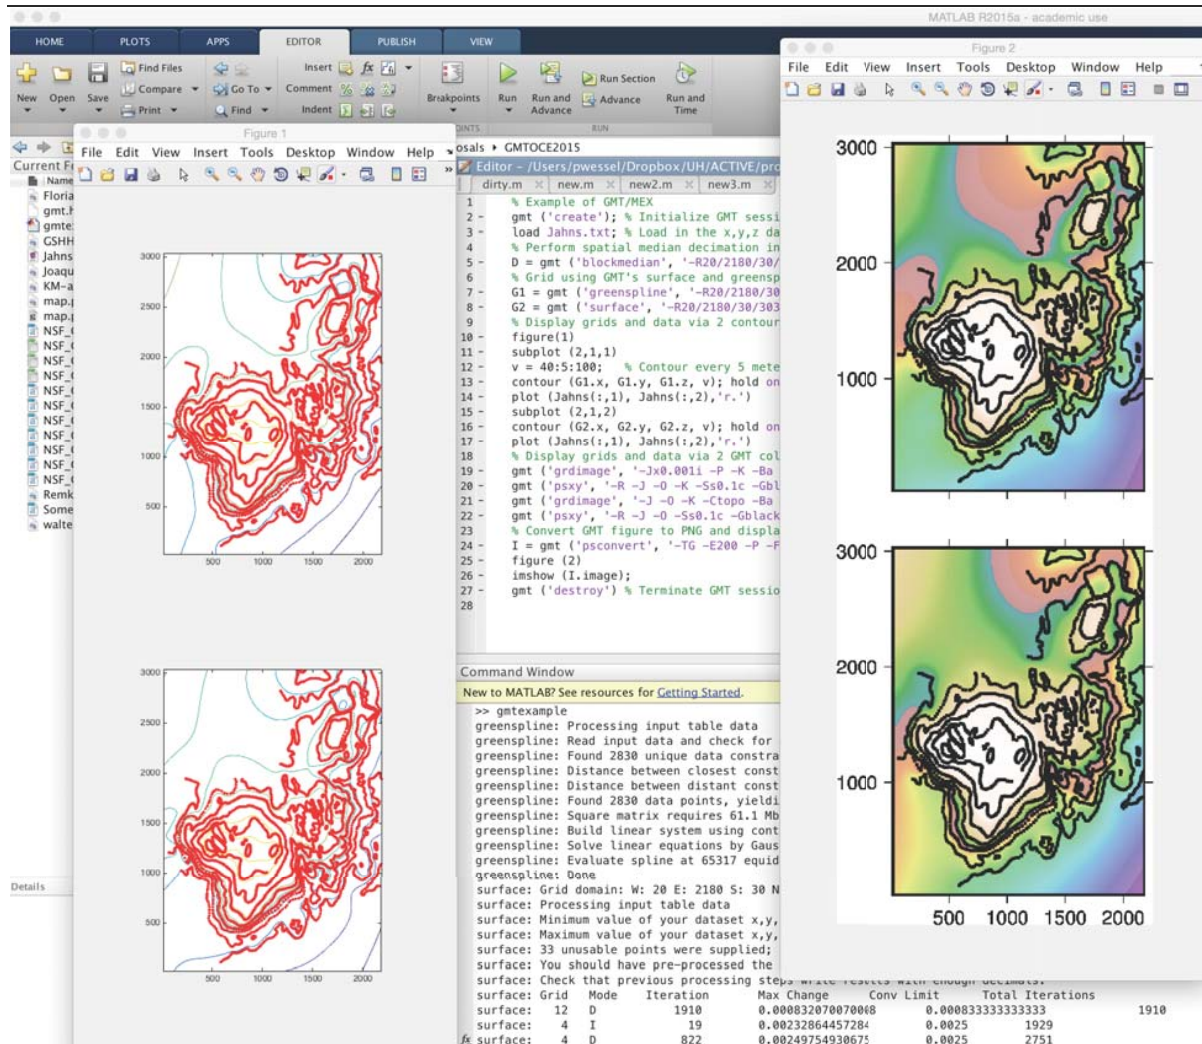 MATLAB R2015a - academic use
HOME PLOTS APPS EDITOR PUBLISH VIEW
New Open Save
Find Files
Compare
Print
Go To
Find
Insert
Comment
Indent
Breakpoints
Run
Run and Advance
Run Section
Advance
Run and Time
RUN
Figure 1
File Edit View Insert Tools Desktop Window Help
3000
2500
2000
1500
1000
500
500 1000 1500 2000
3000
2500
2000
1500
1000
500
500 1000 1500 2000
Name
gmt.h
map.p
map.p
Details
GMTOCE2015
Editor - /Users/pwessel/Dropbox/UH/ACTIVE/pro
dirty.m new.m new2.m new3.m
1 % Example of GMT/MEX
2 - gmt ('create'); % Initialize GMT sessi
3 - load Jahns.txt; % Load in the x,y,z da
4 % Perform spatial median decimation in
5 - D = gmt ('blockmedian', '-R20/2180/30/
6 % Grid using GMT's surface and greensp
7 - G1 = gmt ('greenspline', '-R20/2180/30
8 - G2 = gmt ('surface', '-R20/2180/30/303
9 % Display grids and data via 2 contour
10 - figure(1)
11 - subplot (2,1,1)
12 - v = 40:5:100; % Contour every 5 mete
13 - contour (G1.x, G1.y, G1.z, v); hold on
14 - plot (Jahns(:,1), Jahns(:,2),'r.')
15 - subplot (2,1,2)
16 - contour (G2.x, G2.y, G2.z, v); hold on
17 - plot (Jahns(:,1), Jahns(:,2),'r.')
18 % Display grids and data via 2 GMT col
19 - gmt ('grdimage', '-Jx0.001i -P -K -Ba
20 - gmt ('psxy', '-R -J -O -K -Ss0.1c -Gbl
21 - gmt ('grdimage', '-J -O -K -Ctopo -Ba
22 - gmt ('psxy', '-R -J -O -Ss0.1c -Gblack
23 % Convert GMT figure to PNG and displa
24 - I = gmt ('psconvert', '-TG -E200 -P -F
25 - figure (2)
26 - imshow (I.image);
27 - gmt ('destroy') % Terminate GMT sessio
28
Command Window
New to MATLAB? See resources for Getting Started.
>> gmtexample
greenspline: Processing input table data
greenspline: Read input data and check for
greenspline: Found 2830 unique data constra
greenspline: Distance between closest const
greenspline: Distance between distant const
greenspline: Found 2830 data points, yieldi
greenspline: Square matrix requires 61.1 Mb
greenspline: Build linear system using cont
greenspline: Solve linear equations by Gaus
greenspline: Evaluate spline at 65317 equid
greenspline: Done
surface: Grid domain: W: 20 E: 2180 S: 30 N
surface: Processing input table data
surface: Minimum value of your dataset x,y,
surface: Maximum value of your dataset x,y,
surface: 33 unusable points were supplied;
surface: You should have pre-processed the
surface: Check that previous processing steps write results with enough decimals.
surface: Grid Mode Iteration Max Change Conv Limit Total Iterations
surface: 12 D 1910 0.000832070070068 0.000833333333333 1910
surface: 4 I 19 0.00232864457284 0.0025 1929
surface: 4 D 822 0.00249754930675 0.0025 2751
Figure 2
File Edit View Insert Tools Desktop Window Help
3000
2000
1000
3000
2000
1000
500 1000 1500 2000